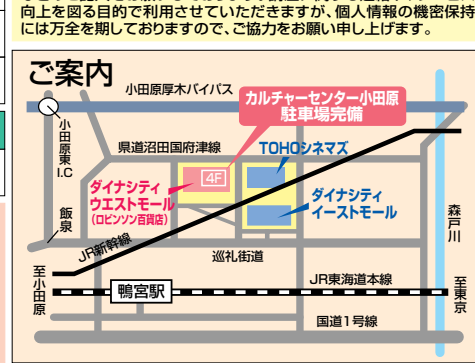 向上を図る目的で利用させていただきますが、個人情報の機密保持
には万全を期しておりますので、ご協力をお願い申し上げます。
ご案内
小田原厚木バイパス
カルチャーセンター小田原
駐車場完備
小田原東I.C
県道沼田国府津線
TOHOシネマズ
4F
ダイナシティ
ウエストモール
(ロビンソン百貨店)
ダイナシティ
イーストモール
飯泉
森戸川
JR新幹線
巡礼街道
至小田原
鴨宮駅
JR東海道本線
至東京
国道1号線